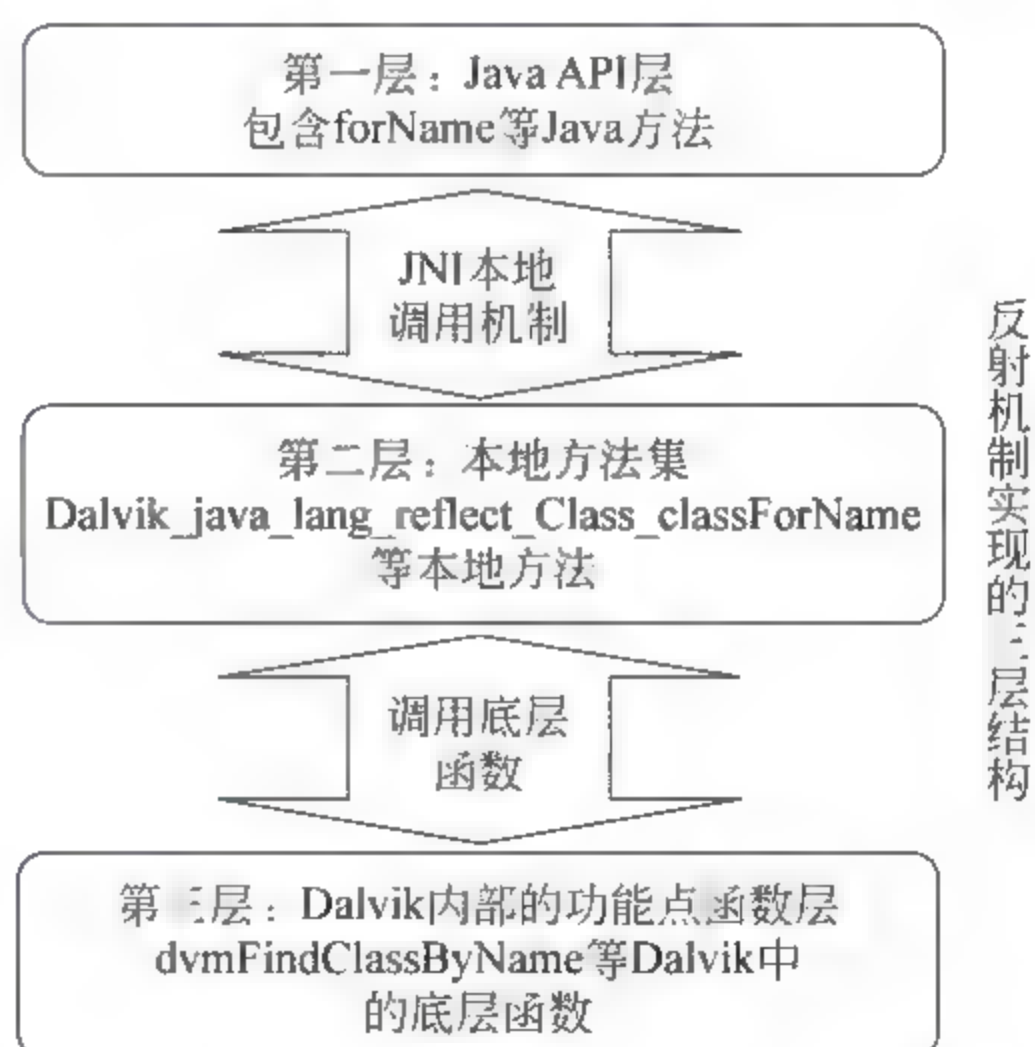 第一层：Java API层
包含forName等Java方法
JNI本地
调用机制
第二层：本地方法集
Dalvik_java_lang_reflect_Class_classForName
等本地方法
调用底层
函数
第三层：Dalvik内部的功能点函数层
dvmFindClassByName等Dalvik中
的底层函数
反射机制实现的三层结构